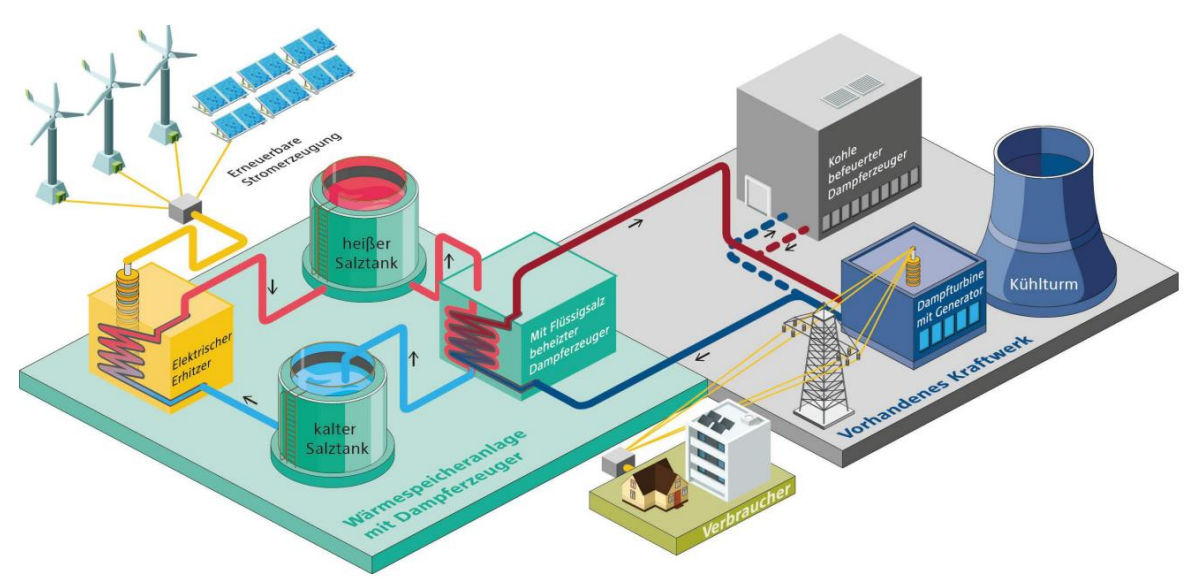 Erneuerbare
Stromerzeugung
heißer
Salztank
Elektrischer
Erhitzer
kalter
Salztank
Mit Flüssigsalz
beheizter
Dampferzeuger
Wärmespeicheranlage
mit Dampferzeuger
Kohle
befeuerter
Dampferzeuger
Dampfturbine
mit Generator
Kühlturm
Vorhandenes Kraftwerk
Verbraucher